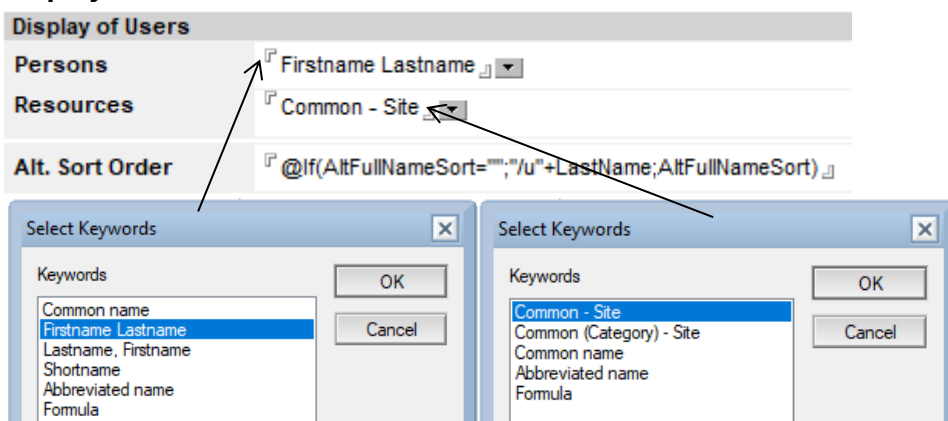 Display of Users
Persons
Firstname Lastname
Resources
Common - Site
Alt. Sort Order
@If(AltFullNameSort="";"/u"+LastName;AltFullNameSort)
Select Keywords
Keywords
OK
Cancel
Common name
Firstname Lastname
Lastname, Firstname
Shortname
Abbreviated name
Formula
Select Keywords
Keywords
OK
Cancel
Common - Site
Common (Category) - Site
Common name
Abbreviated name
Formula